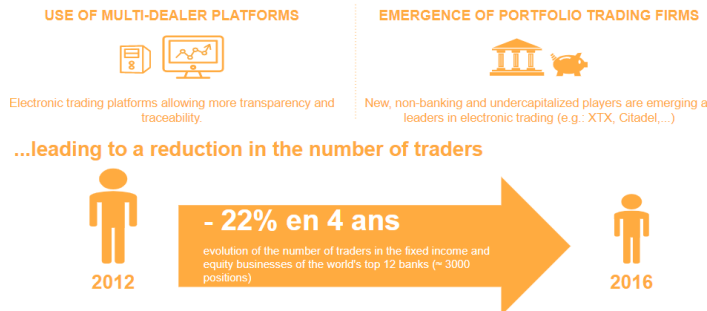 USE OF MULTI-DEALER PLATFORMS
EMERGENCE OF PORTFOLIO TRADING FIRMS
Electronic trading platforms allowing more transparency and
traceability.
New, non-banking and undercapitalized players are emerging a
leaders in electronic trading (e.g.: XTX, Citadel,...)
...leading to a reduction in the number of traders
- 22% en 4 ans
evolution of the number of traders in the fixed income and
equity businesses of the world's top 12 banks (~ 3000
positions)
2012
2016